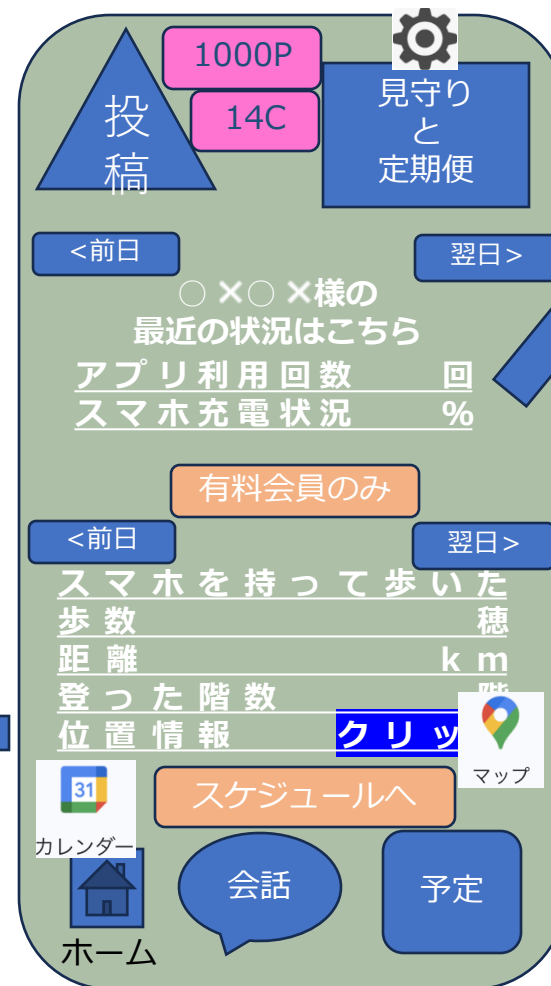 1000P
14C
投
稿
見守り
と
定期便
<前日
翌日>
○×○×様の
最近の状況はこちら
アプリ利用回数 回
スマホ充電状況 %
有料会員のみ
<前日
翌日>
スマホを持って歩いた
歩数 穂
距離 km
登った階数 階
位置情報 クリッ
マップ
31
カレンダー
スケジュールへ
ホーム
会話
予定